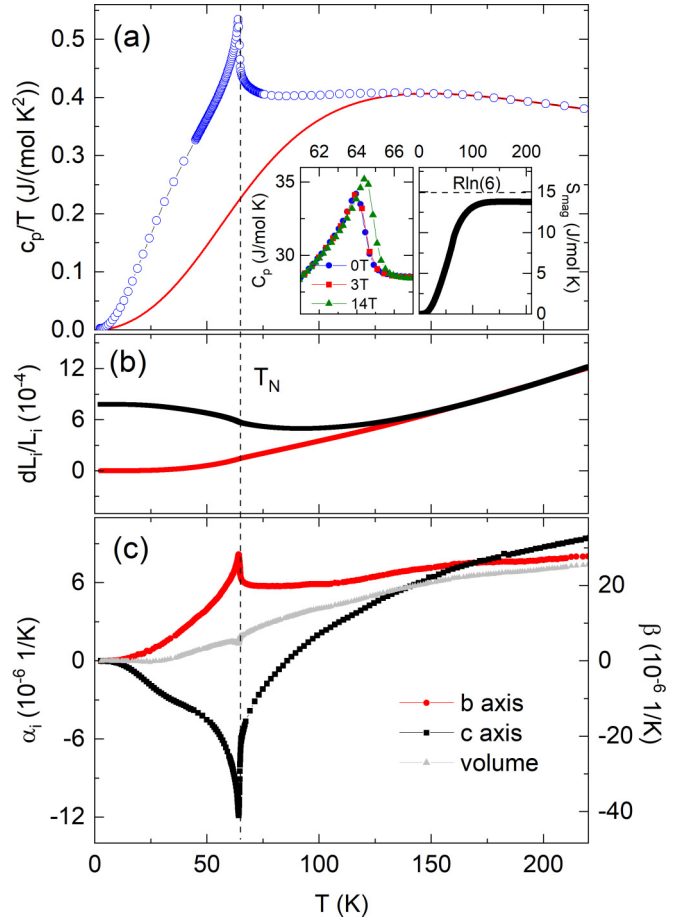 (a)
0.5
0.4
0.3
0.2
0.1
0.0
c_p/T (J/(mol K²))
62 64 66
35
30
C_p (J/mol K)
0T
3T
14T
0 100 200
Rln(6)
15
10
5
0
S_mag (J/mol K)
(b)
12
6
0
dL_i/L_i (10⁻⁴)
T_N
(c)
6
0
-6
-12
α_i (10⁻⁶ 1/K)
20
0
-20
-40
β (10⁻⁶ 1/K)
b axis
c axis
volume
0 50 100 150 200
T (K)